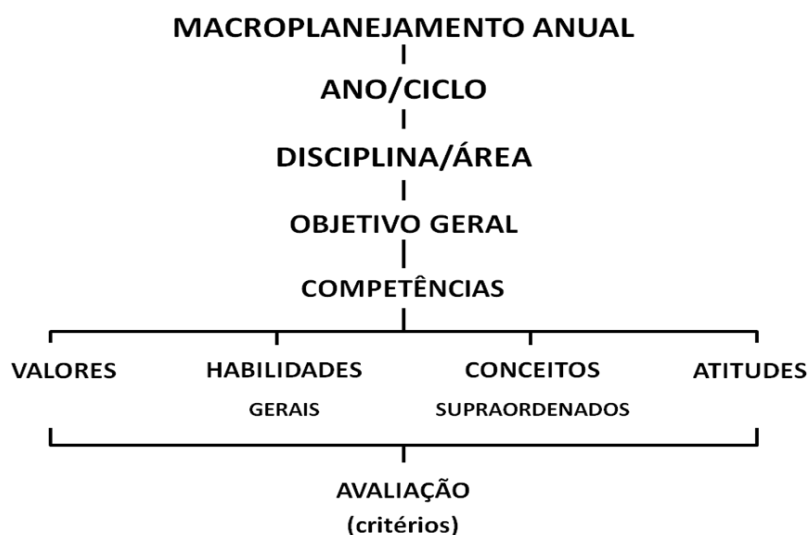 MACROPLANEJAMENTO ANUAL
ANO/CICLO
DISCIPLINA/ÁREA
OBJETIVO GERAL
COMPETÊNCIAS
VALORES HABILIDADES CONCEITOS ATITUDES
GERAIS SUPRAORDENADOS
AVALIAÇÃO
(critérios)